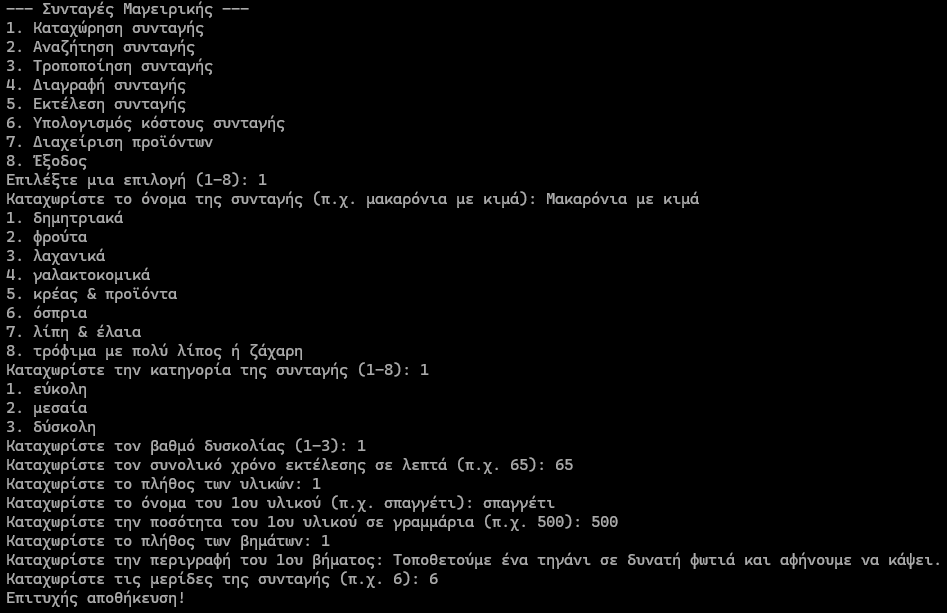 --- Συνταγές Μαγειρικής ---
1. Καταχώρηση συνταγής
2. Αναζήτηση συνταγής
3. Τροποποίηση συνταγής
4. Διαγραφή συνταγής
5. Εκτέλεση συνταγής
6. Υπολογισμός κόστους συνταγής
7. Διαχείριση προϊόντων
8. Έξοδος
Επιλέξτε μια επιλογή (1-8): 1
Καταχωρίστε το όνομα της συνταγής (π.χ. μακαρόνια με κιμά): Μακαρόνια με κιμά
1. δημητριακά
2. φρούτα
3. λαχανικά
4. γαλακτοκομικά
5. κρέας & προϊόντα
6. όσπρια
7. λίπη & έλαια
8. τρόφιμα με πολύ λίπος ή ζάχαρη
Καταχωρίστε την κατηγορία της συνταγής (1-8): 1
1. εύκολη
2. μεσαία
3. δύσκολη
Καταχωρίστε τον βαθμό δυσκολίας (1-3): 1
Καταχωρίστε τον συνολικό χρόνο εκτέλεσης σε λεπτά (π.χ. 65): 65
Καταχωρίστε το πλήθος των υλικών: 1
Καταχωρίστε το όνομα του 1ου υλικού (π.χ. σπαγγέτι): σπαγγέτι
Καταχωρίστε την ποσότητα του 1ου υλικού σε γραμμάρια (π.χ. 500): 500
Καταχωρίστε το πλήθος των βημάτων: 1
Καταχωρίστε την περιγραφή του 1ου βήματος: Τοποθετούμε ένα τηγάνι σε δυνατή φωτιά και αφήνουμε να κάψει.
Καταχωρίστε τις μερίδες της συνταγής (π.χ. 6): 6
Επιτυχής αποθήκευση!